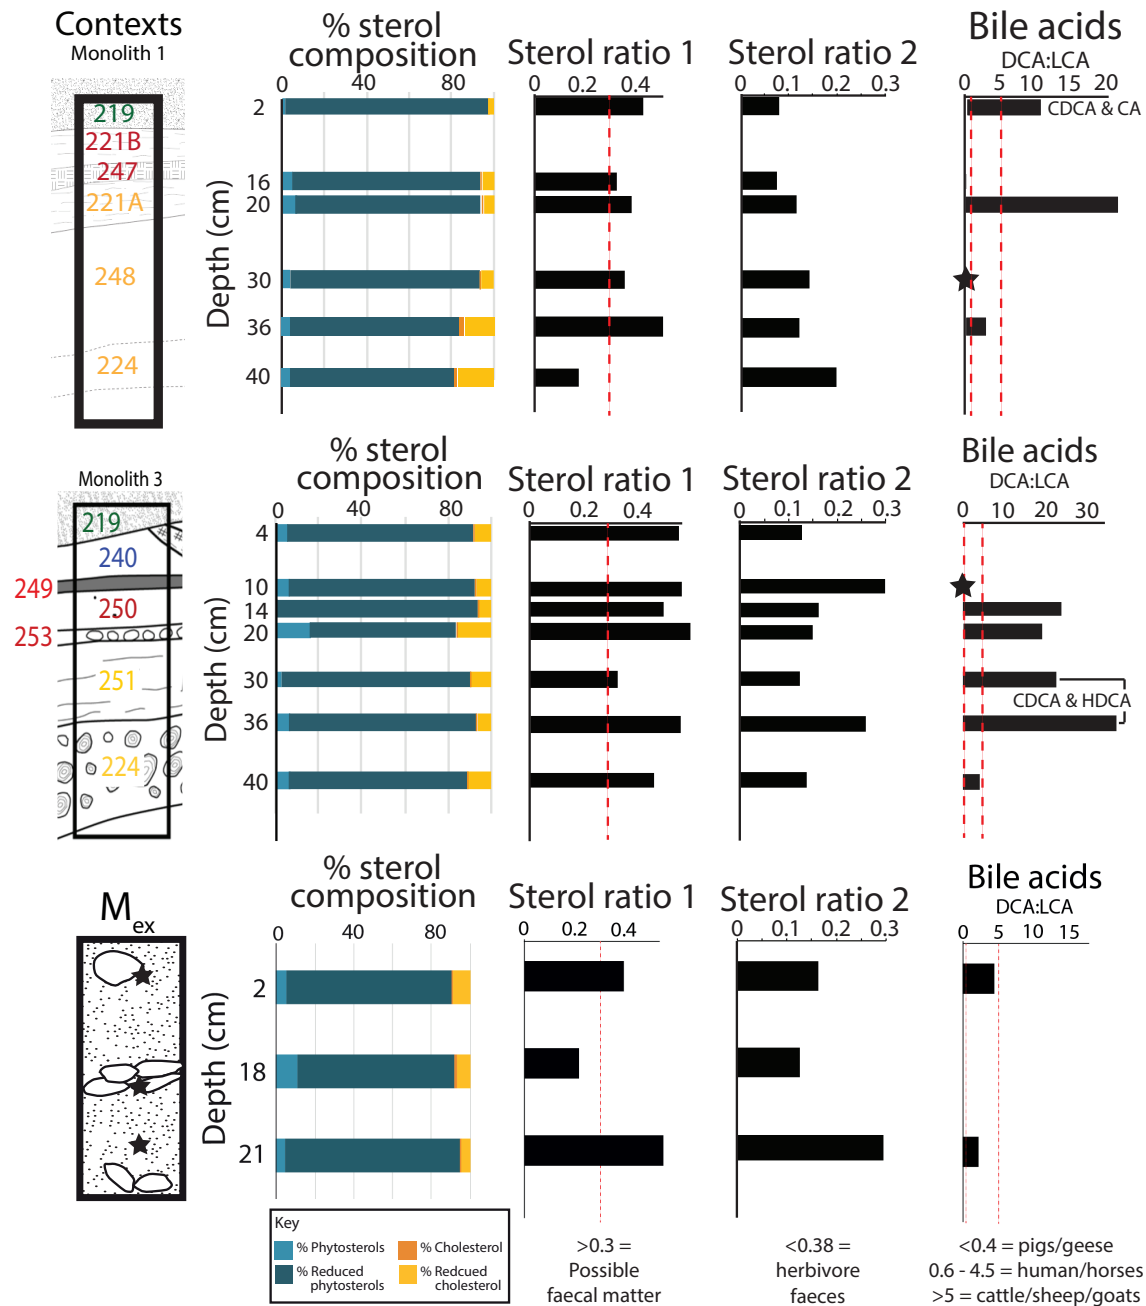 Contexts
Monolith 1
% sterol
composition
0 40 80
Sterol ratio 1
0 0.2 0.4
Sterol ratio 2
0 0.1 0.2 0.3
Bile acids
DCA:LCA
0 5 10 15 20
219
221B
247
221A
248
224
Depth (cm)
2
16
20
30
36
40
CDCA & CA
Monolith 3
% sterol
composition
0 40 80
Sterol ratio 1
0 0.2 0.4
Sterol ratio 2
0 0.1 0.2 0.3
Bile acids
DCA:LCA
0 10 20 30
219
240
249
250
253
251
224
Depth (cm)
4
10
14
20
30
36
40
CDCA & HDCA
Mex
% sterol
composition
0 40 80
Sterol ratio 1
0 0.2 0.4
Sterol ratio 2
0 0.1 0.2 0.3
Bile acids
DCA:LCA
0 5 10 15
Depth (cm)
2
18
21
Key
% Phytosterols
% Cholesterol
% Reduced
phytosterols
% Redcued
cholesterol
>0.3 =
Possible
faecal matter
<0.38 =
herbivore
faeces
<0.4 = pigs/geese
0.6 - 4.5 = human/horses
>5 = cattle/sheep/goats